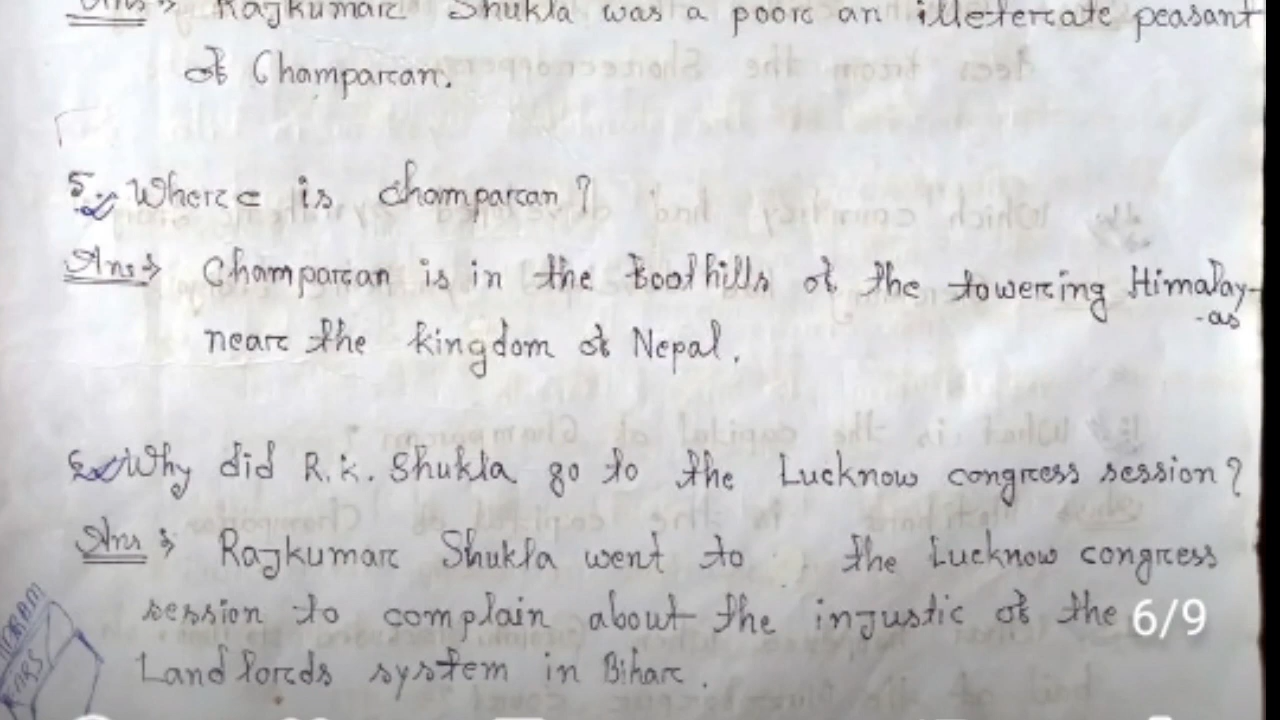 Ans → Rajkumar Shukla was a poor an illeterate peasant
of Champaran.
5. Where is champaran?
Ans → Champaran is in the foothills of the towering Himalay-
-as
near the kingdom of Nepal.
6. Why did R.k. Shukla go to the Lucknow congress session?
Ans → Rajkumar Shukla went to the Lucknow congress
session to complain about the injustic of the
Landlords system in Bihar.
6/9